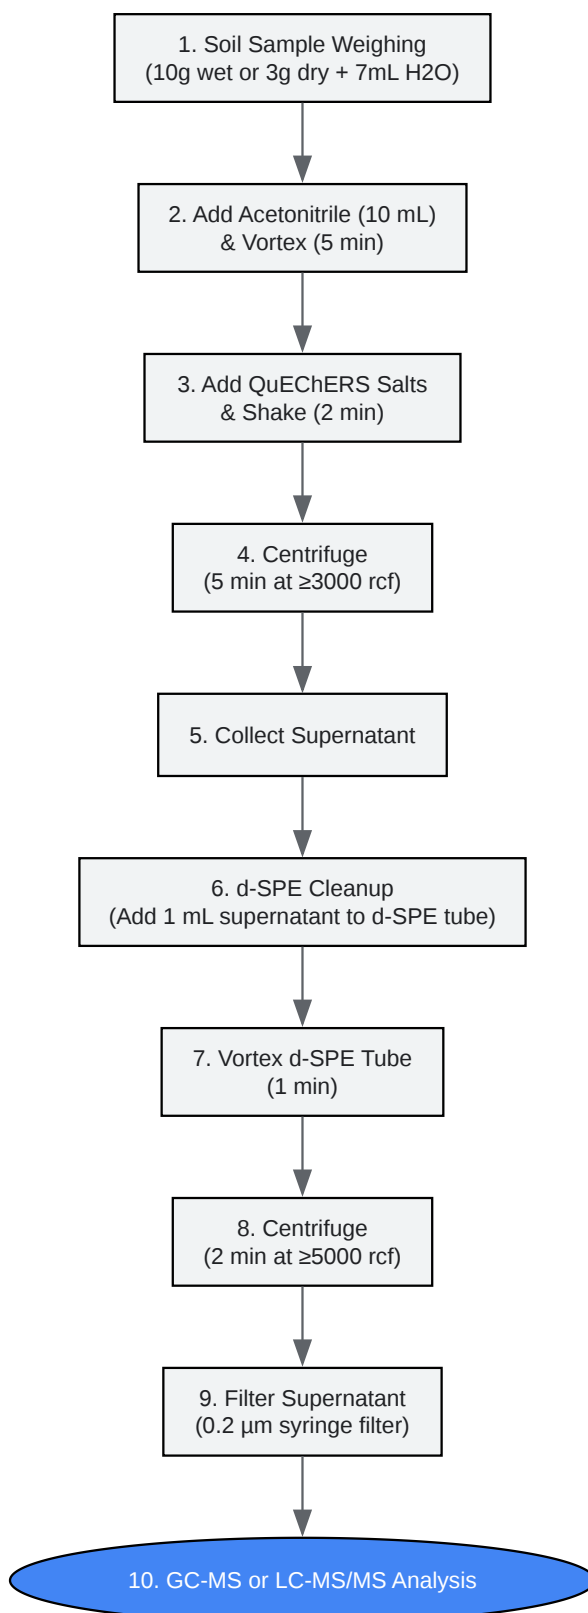 1. Soil Sample Weighing
(10g wet or 3g dry + 7mL H2O)
2. Add Acetonitrile (10 mL)
& Vortex (5 min)
3. Add QuEChERS Salts
& Shake (2 min)
4. Centrifuge
(5 min at ≥3000 rcf)
5. Collect Supernatant
6. d-SPE Cleanup
(Add 1 mL supernatant to d-SPE tube)
7. Vortex d-SPE Tube
(1 min)
8. Centrifuge
(2 min at ≥5000 rcf)
9. Filter Supernatant
(0.2 µm syringe filter)
10. GC-MS or LC-MS/MS Analysis